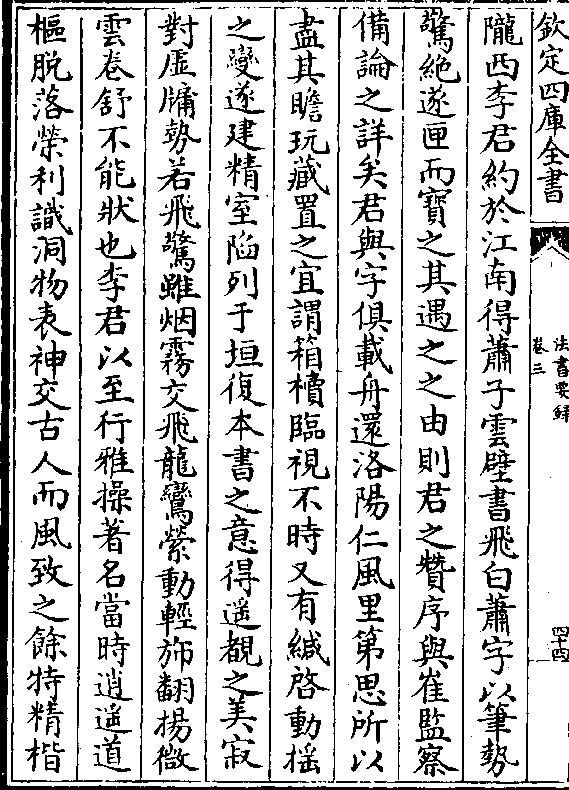 欽定四庫全書
法書要録
卷三
四十四
隴西李君約於江南得蕭子雲壁書飛白蕭字以筆勢
驚絶遂匣而寶之其遇之之由則君之贊序與崔監察
備論之詳矣君與字俱載舟還洛陽仁風里第思所以
盡其瞻玩藏置之宜謂箱櫝臨視不時又有緘啓動揺
之變遂建精室陷列于垣復本書之意得遥覩之美寂
對虛牖勢若飛驚雖烟霧交飛龍鸞縈動輕斾翻揚微
雲卷舒不能狀也李君以至行雅操著名當時逍遥道
樞脱落榮利識洞物表神交古人而風致之餘特精楷